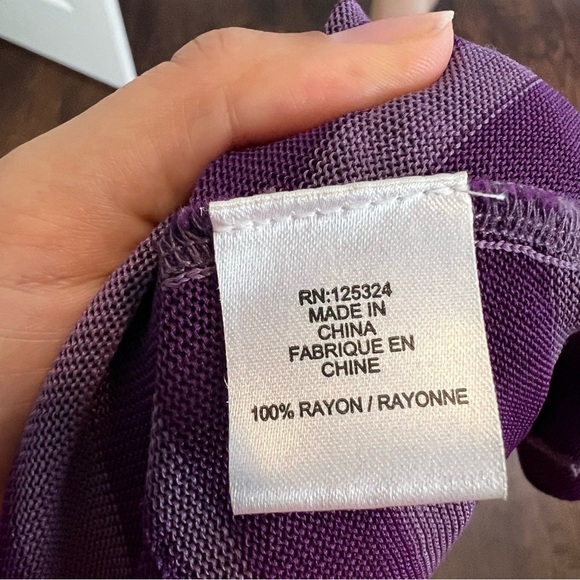 RN:125324
MADE IN
CHINA
FABRIQUE EN
CHINE
100% RAYON / RAYONNE